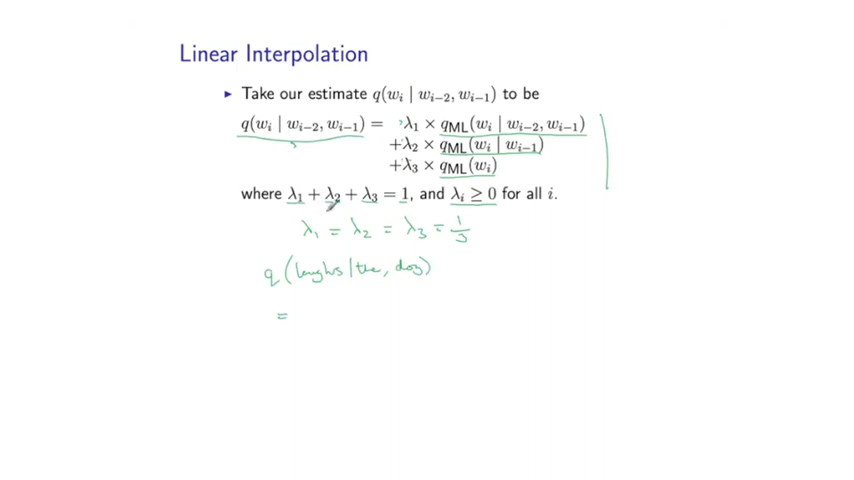 Linear Interpolation
▶ Take our estimate q(wᵢ | wᵢ₋₂, wᵢ₋₁) to be
q(wᵢ | wᵢ₋₂, wᵢ₋₁) = λ₁ × q_ML(wᵢ | wᵢ₋₂, wᵢ₋₁)
+λ₂ × q_ML(wᵢ | wᵢ₋₁)
+λ₃ × q_ML(wᵢ)
where λ₁ + λ₂ + λ₃ = 1, and λᵢ ≥ 0 for all i.
λ₁ = λ₂ = λ₃ = 1/3
q(laughs | the, dog)
=